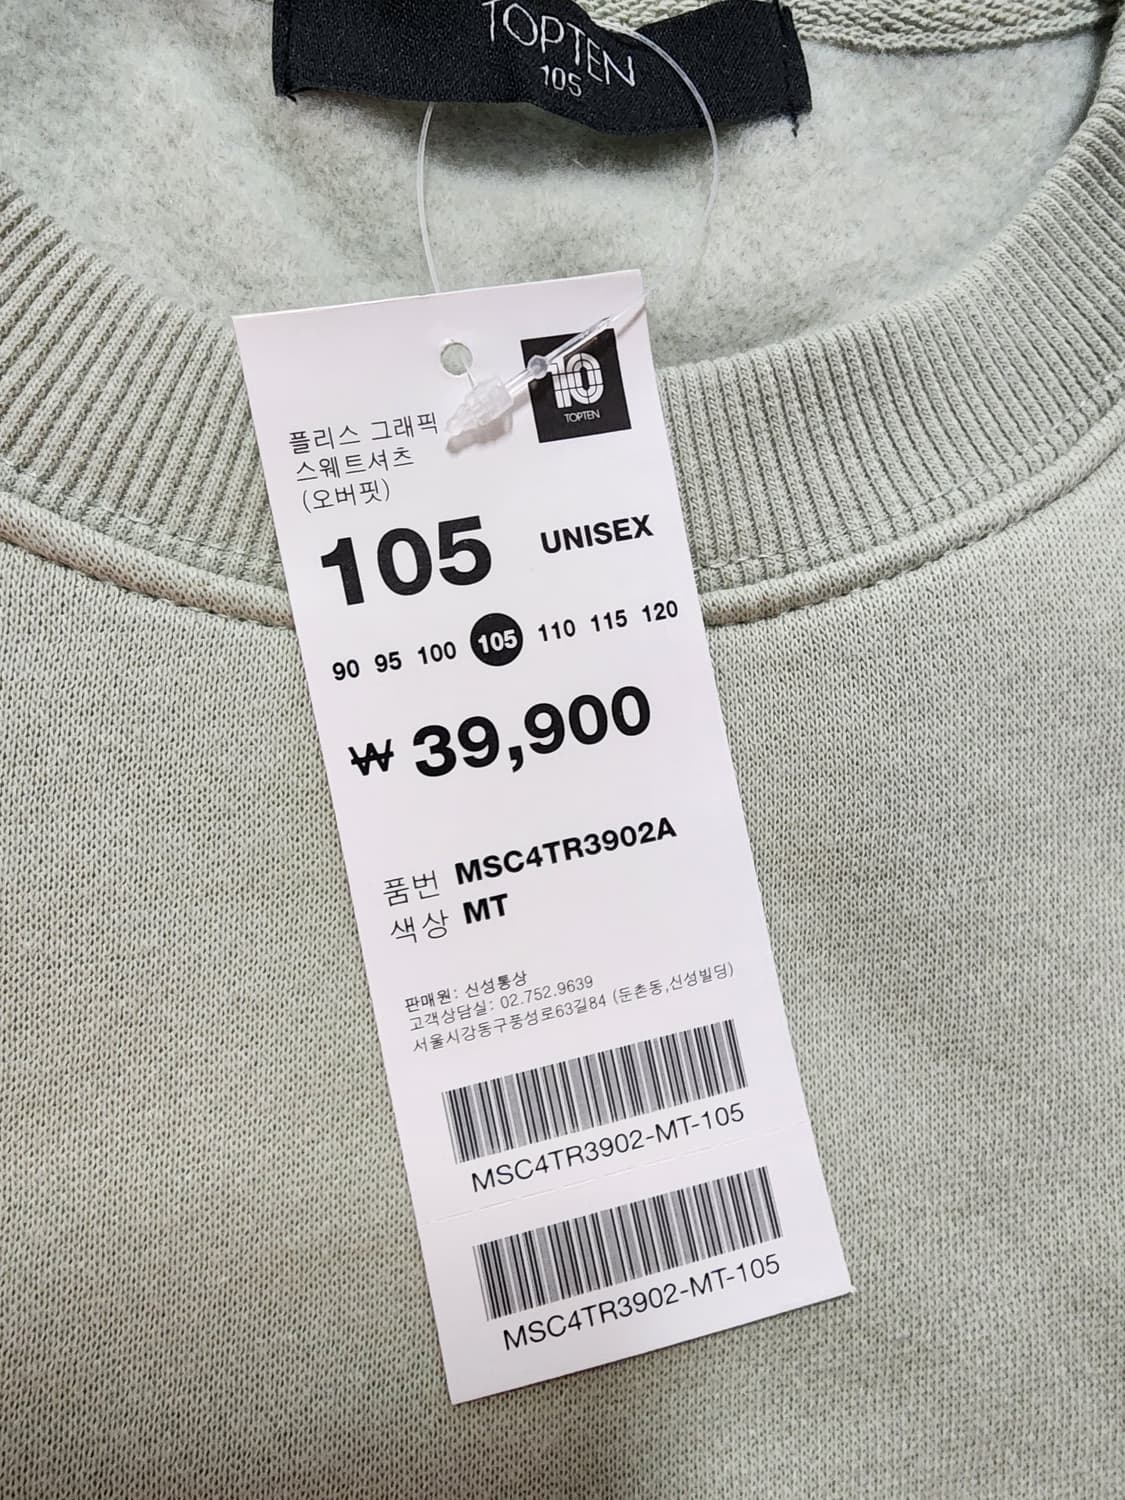 TOPTEN
105
10
TOPTEN
플리스 그래픽
스웨트셔츠
(오버핏)
105 UNISEX
90 95 100 105 110 115 120
₩ 39,900
품번 MSC4TR3902A
색상 MT
판매원: 신성통상
고객상담실: 02.752.9639
서울시강동구풍성로63길84 (둔촌동,신성빌딩)
MSC4TR3902-MT-105
MSC4TR3902-MT-105